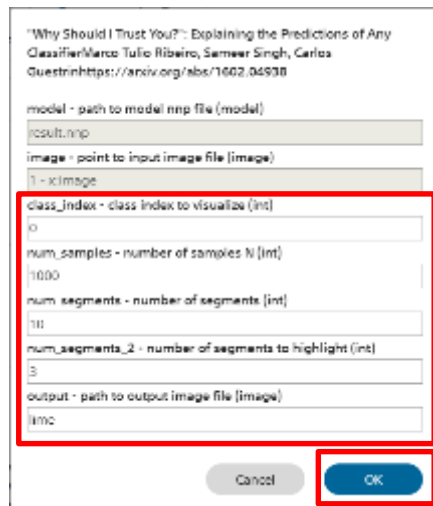 "Why Should I Trust You?": Explaining the Predictions of Any
ClassifierMarco Tulio Ribeiro, Sameer Singh, Carlos
Guestrinhttps://arxiv.org/abs/1602.04938
model - path to model nnp file (model)
result.nnp
image - point to input image file (image)
1 - x:image
class_index - class index to visualize (int)
0
num_samples - number of samples N (int)
1000
num_segments - number of segments (int)
10
num_segments_2 - number of segments to highlight (int)
3
output - path to output image file (image)
lime
Cancel
OK